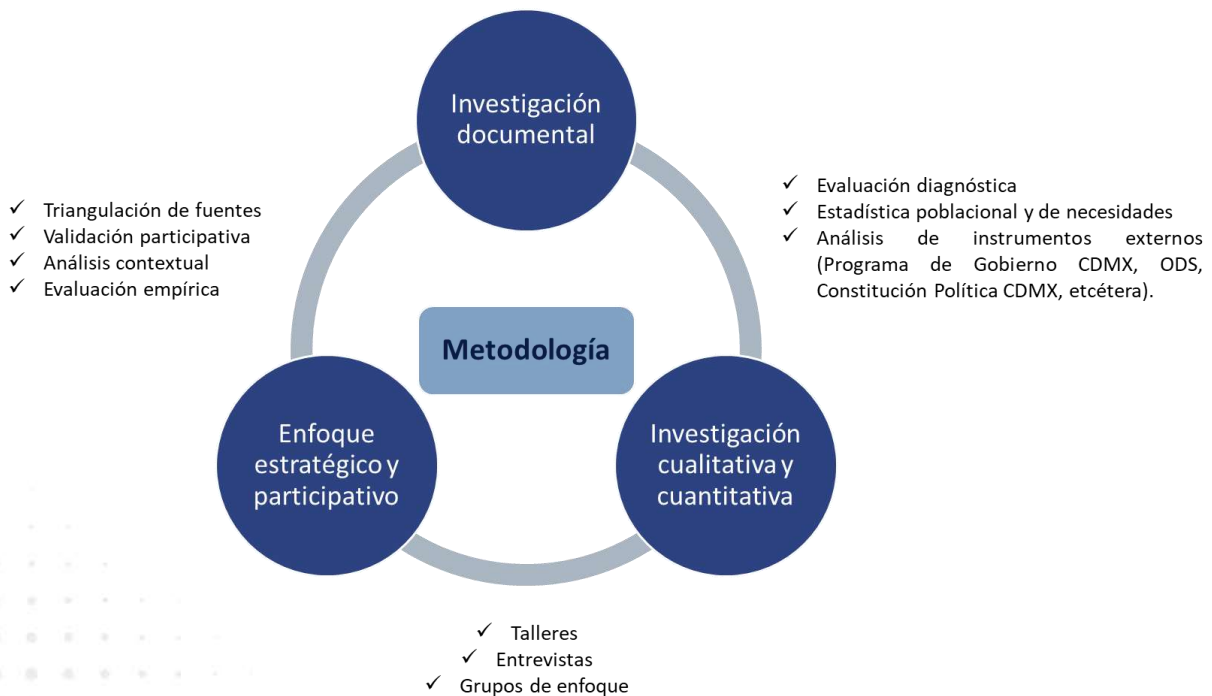 Investigación
documental
✓ Triangulación de fuentes
✓ Validación participativa
✓ Análisis contextual
✓ Evaluación empírica
✓ Evaluación diagnóstica
✓ Estadística poblacional y de necesidades
✓ Análisis de instrumentos externos
(Programa de Gobierno CDMX, ODS,
Constitución Política CDMX, etcétera).
Metodología
Enfoque
estratégico y
participativo
Investigación
cualitativa y
cuantitativa
✓ Talleres
✓ Entrevistas
✓ Grupos de enfoque